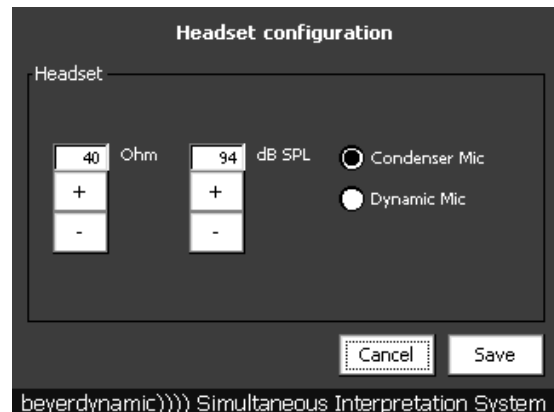 Headset configuration
Headset
40 Ohm 94 dB SPL Condenser Mic
+ + Dynamic Mic
- -
Cancel Save
beyerdynamic)))) Simultaneous Interpretation System